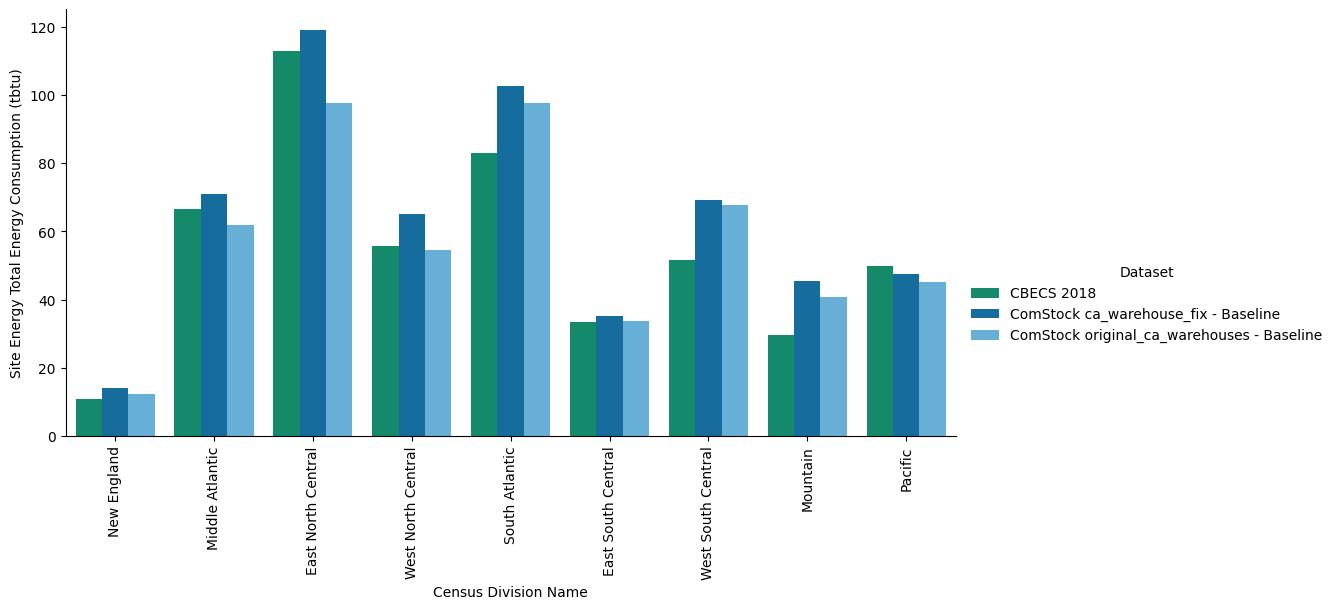 Site Energy Total Energy Consumption (tbtu)
120
100
80
60
40
20
0
New England
Middle Atlantic
East North Central
West North Central
South Atlantic
East South Central
West South Central
Mountain
Pacific
Census Division Name
Dataset
CBECS 2018
ComStock ca_warehouse_fix - Baseline
ComStock original_ca_warehouses - Baseline